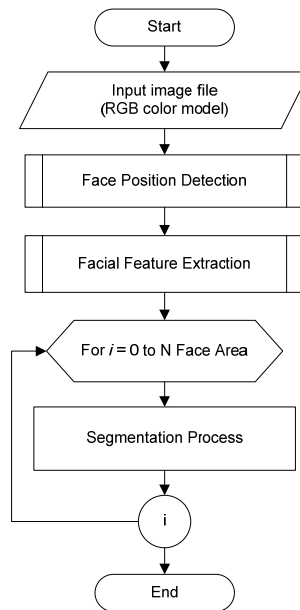 Start
Input image file
(RGB color model)
Face Position Detection
Facial Feature Extraction
For i = 0 to N Face Area
Segmentation Process
i
End